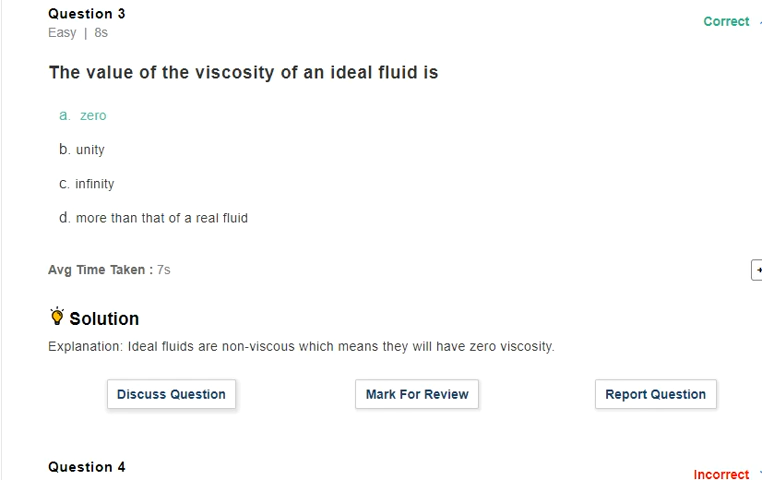 Question 3
Correct
Easy | 8s
The value of the viscosity of an ideal fluid is
a. zero
b. unity
c. infinity
d. more than that of a real fluid
Avg Time Taken : 7s
Solution
Explanation: Ideal fluids are non-viscous which means they will have zero viscosity.
Discuss Question
Mark For Review
Report Question
Question 4
Incorrect